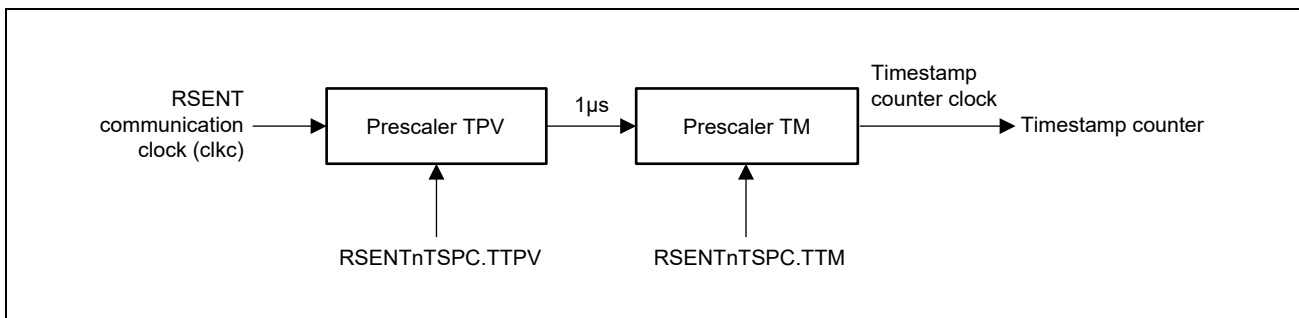 RSENT
communication
clock (clkc)
Prescaler TPV
1µs
Prescaler TM
Timestamp
counter clock
Timestamp counter
RSENTnTSPC.TTPV
RSENTnTSPC.TTM